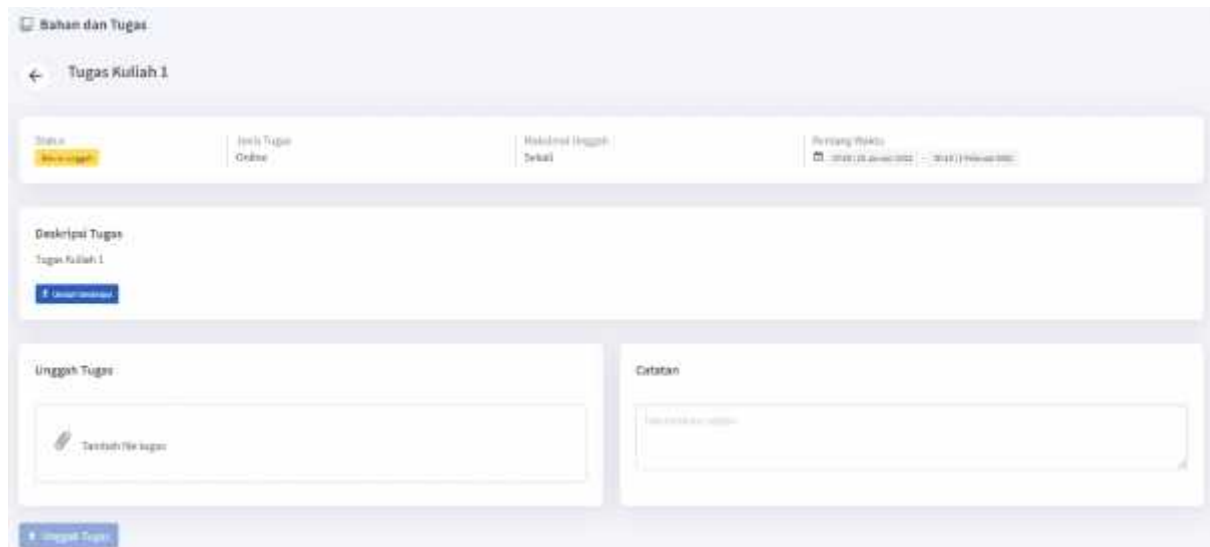 Bahan dan Tugas
Tugas Kuliah 1
Status
Jenis Tugas
Maksimal Unggah
Rentang Waktu
Online
Sekali
Deskripsi Tugas
Tugas Kuliah 1
Unggah Tugas
Catatan
Tambah file tugas
Unggah Tugas